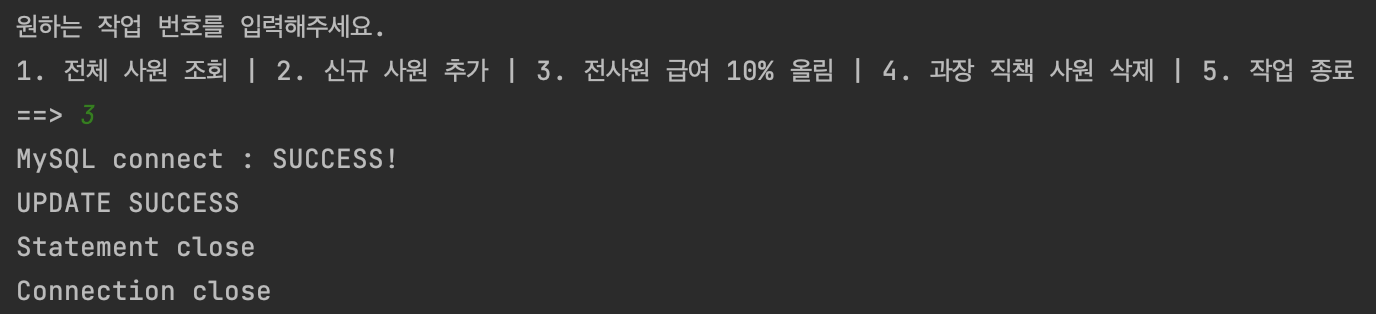 원하는 작업 번호를 입력해주세요.
1. 전체 사원 조회 | 2. 신규 사원 추가 | 3. 전사원 급여 10% 올림 | 4. 과장 직책 사원 삭제 | 5. 작업 종료
==> 3
MySQL connect : SUCCESS!
UPDATE SUCCESS
Statement close
Connection close